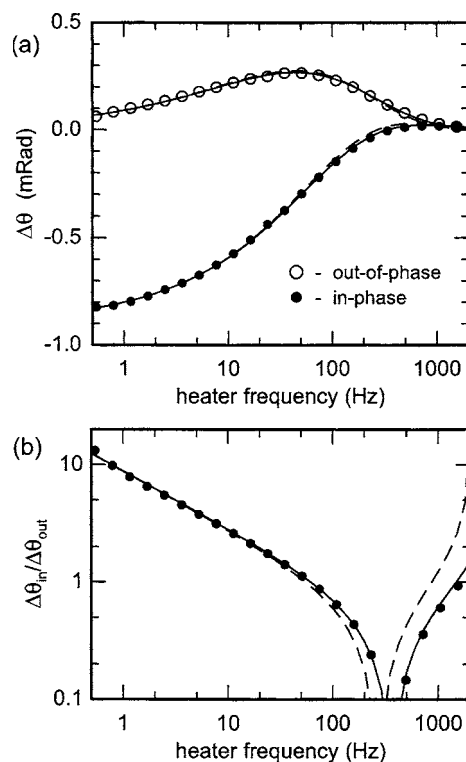 (a)
0.5
0.0
-0.5
-1.0
Δθ (mRad)
○ - out-of-phase
● - in-phase
1 10 100 1000
heater frequency (Hz)
(b)
10
1
0.1
Δθin/Δθout
1 10 100 1000
heater frequency (Hz)